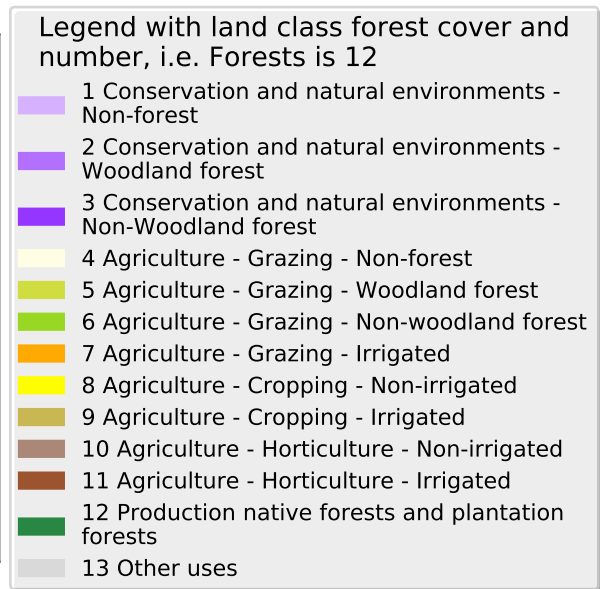 Legend with land class forest cover and
number, i.e. Forests is 12
1 Conservation and natural environments -
Non-forest
2 Conservation and natural environments -
Woodland forest
3 Conservation and natural environments -
Non-Woodland forest
4 Agriculture - Grazing - Non-forest
5 Agriculture - Grazing - Woodland forest
6 Agriculture - Grazing - Non-woodland forest
7 Agriculture - Grazing - Irrigated
8 Agriculture - Cropping - Non-irrigated
9 Agriculture - Cropping - Irrigated
10 Agriculture - Horticulture - Non-irrigated
11 Agriculture - Horticulture - Irrigated
12 Production native forests and plantation
forests
13 Other uses